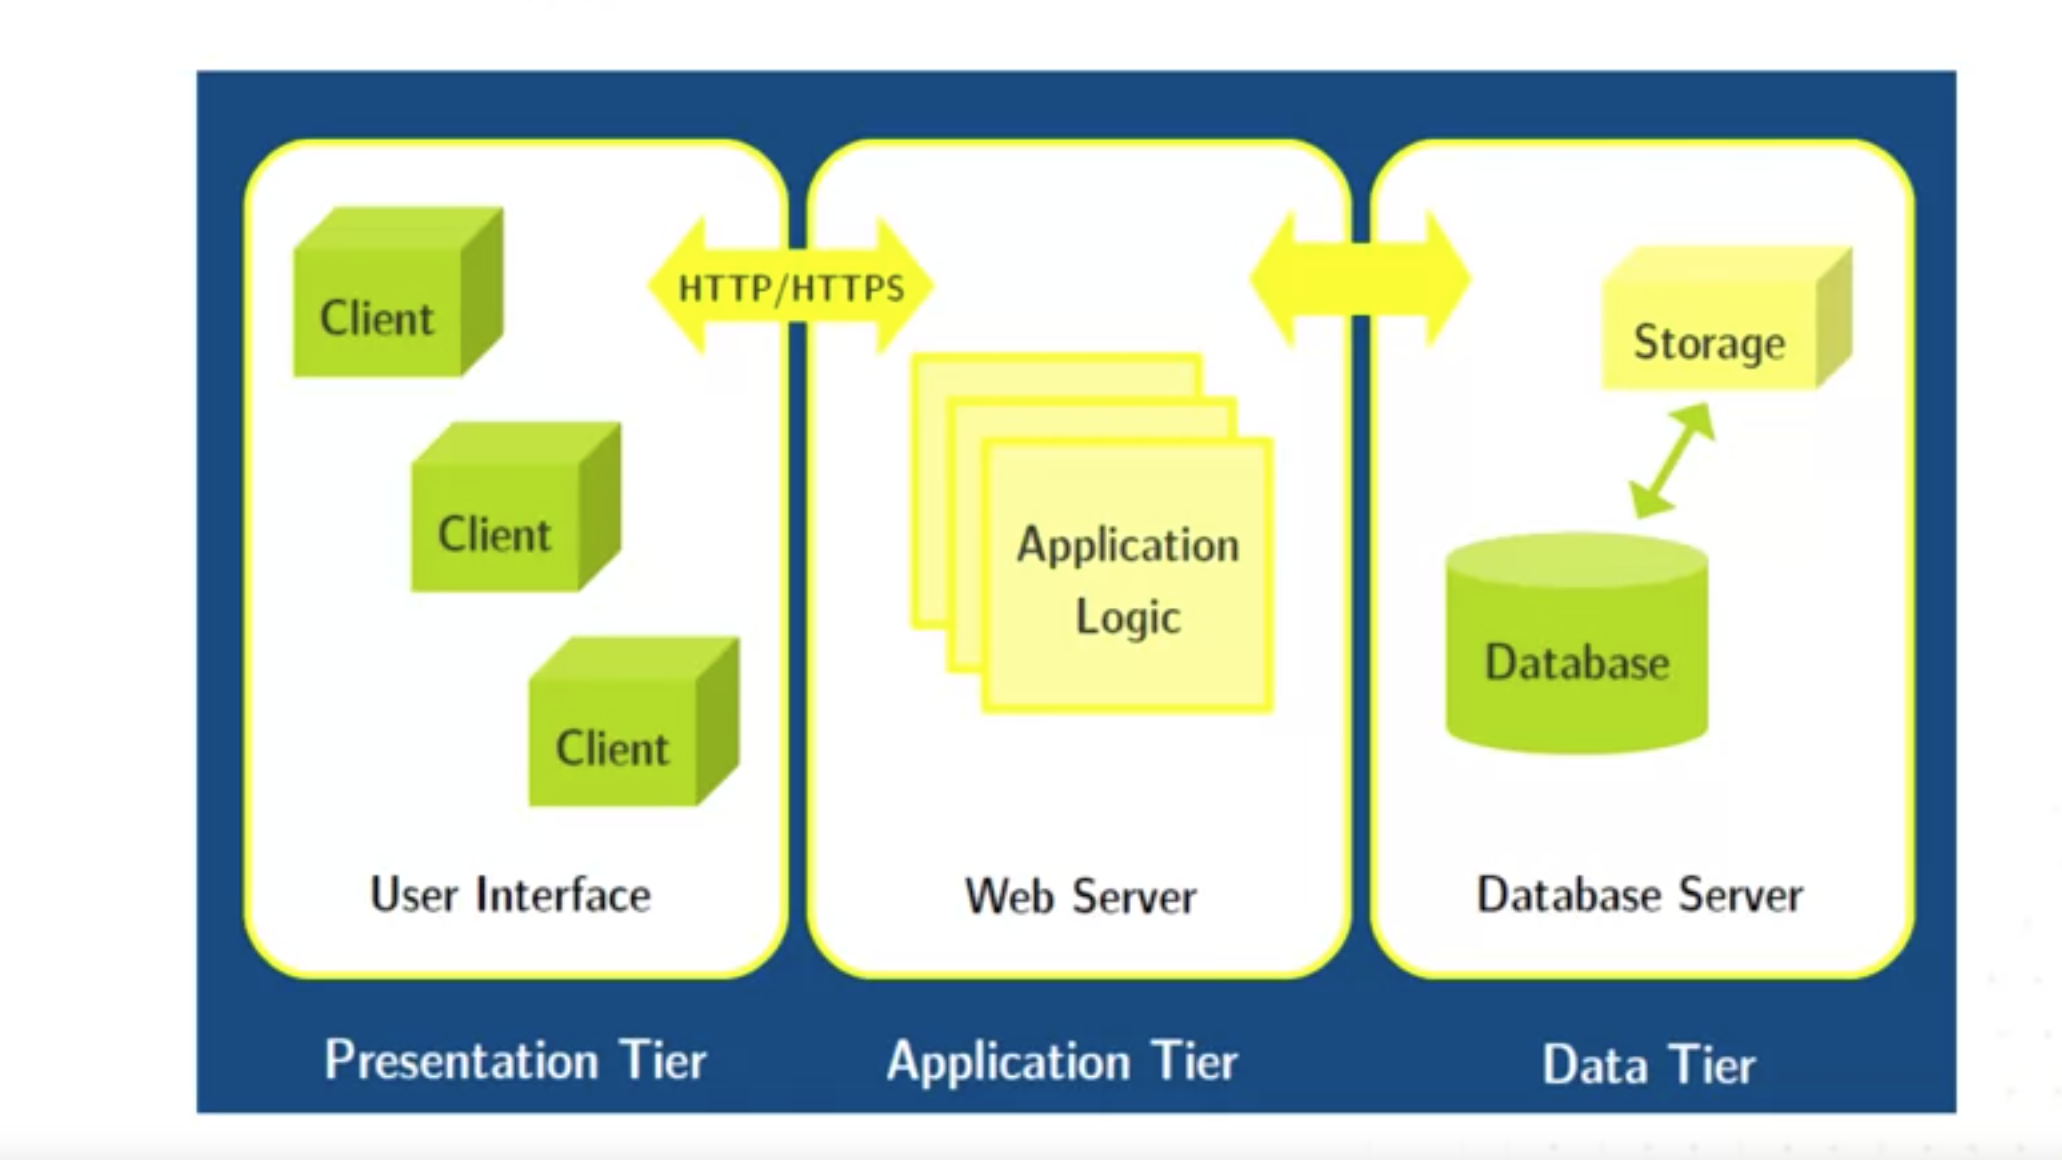 Client
Client
Client
HTTP/HTTPS
User Interface
Presentation Tier
Application
Logic
Web Server
Application Tier
Storage
Database
Database Server
Data Tier